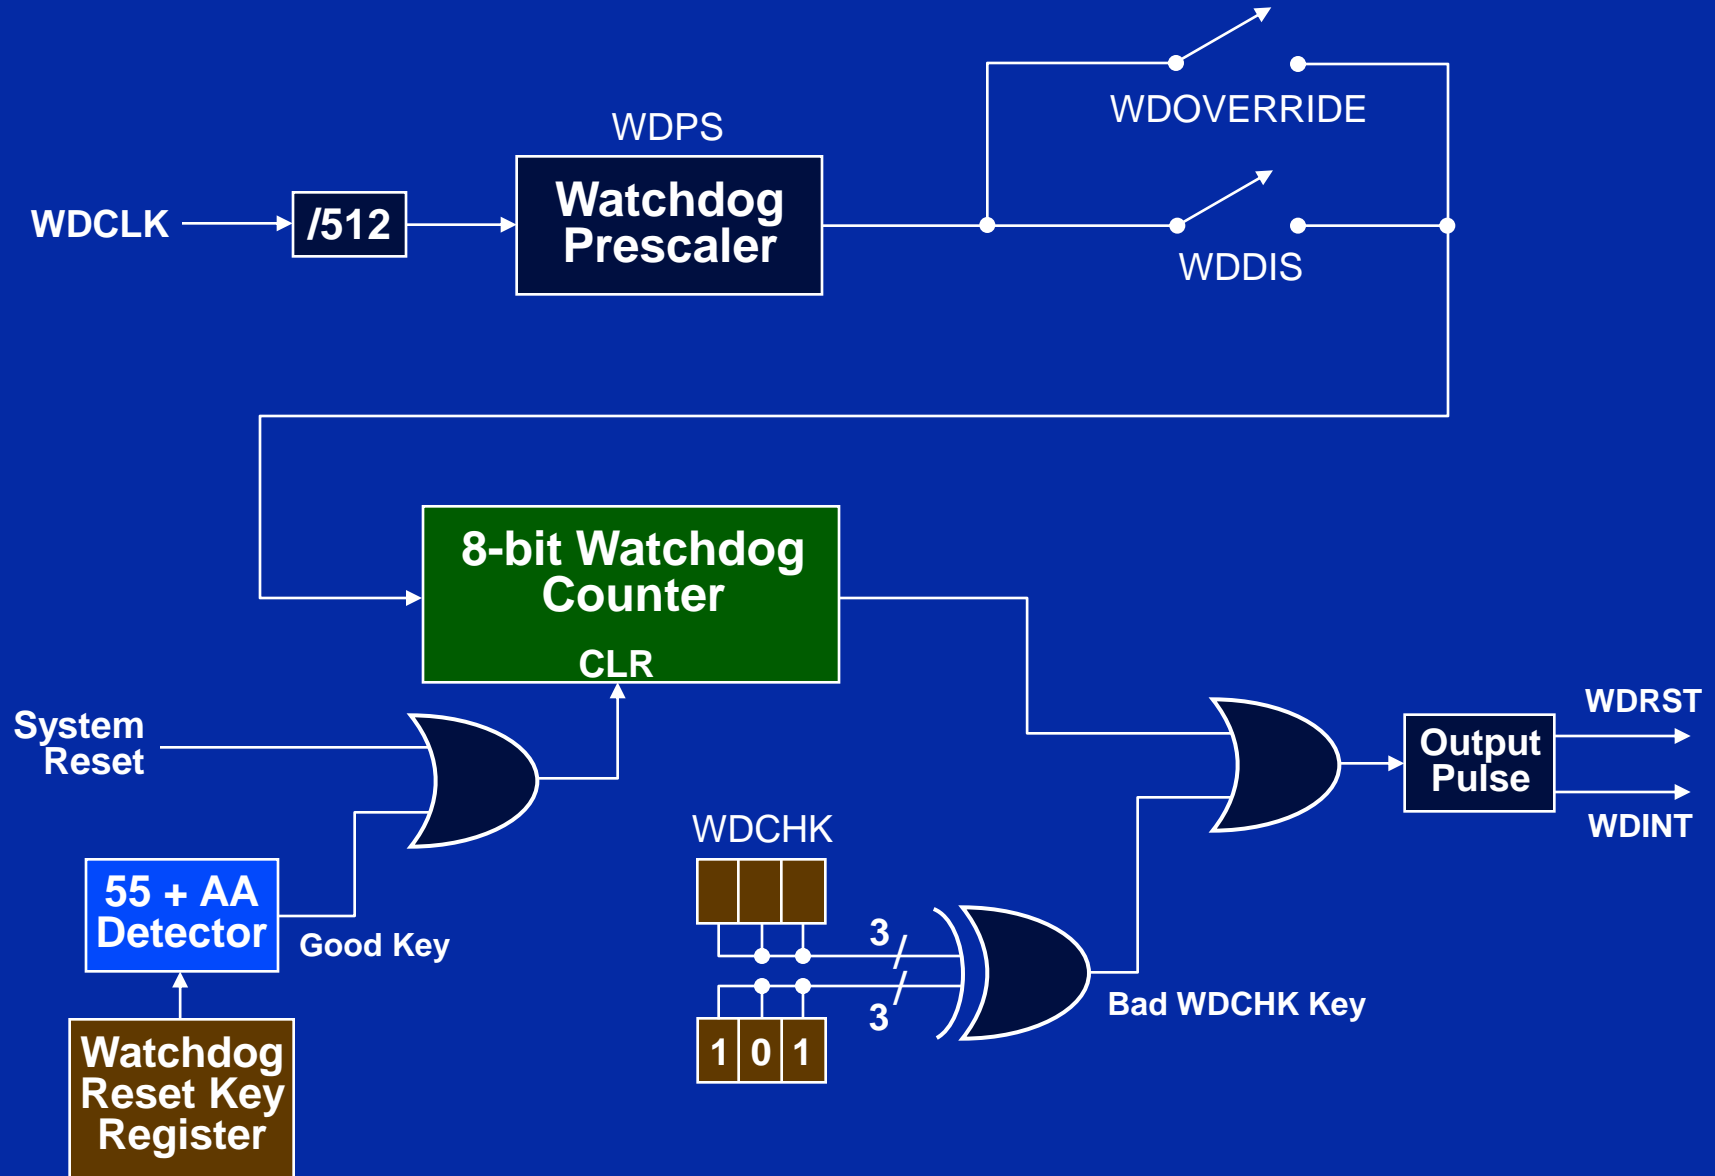 WDOVERRIDE
WDPS
WDCLK
/512
Watchdog
Prescaler
WDDIS
8-bit Watchdog
Counter
CLR
System
Reset
WDRST
Output
Pulse
WDINT
WDCHK
55 + AA
Detector
Good Key
3
3
Bad WDCHK Key
1 0 1
Watchdog
Reset Key
Register